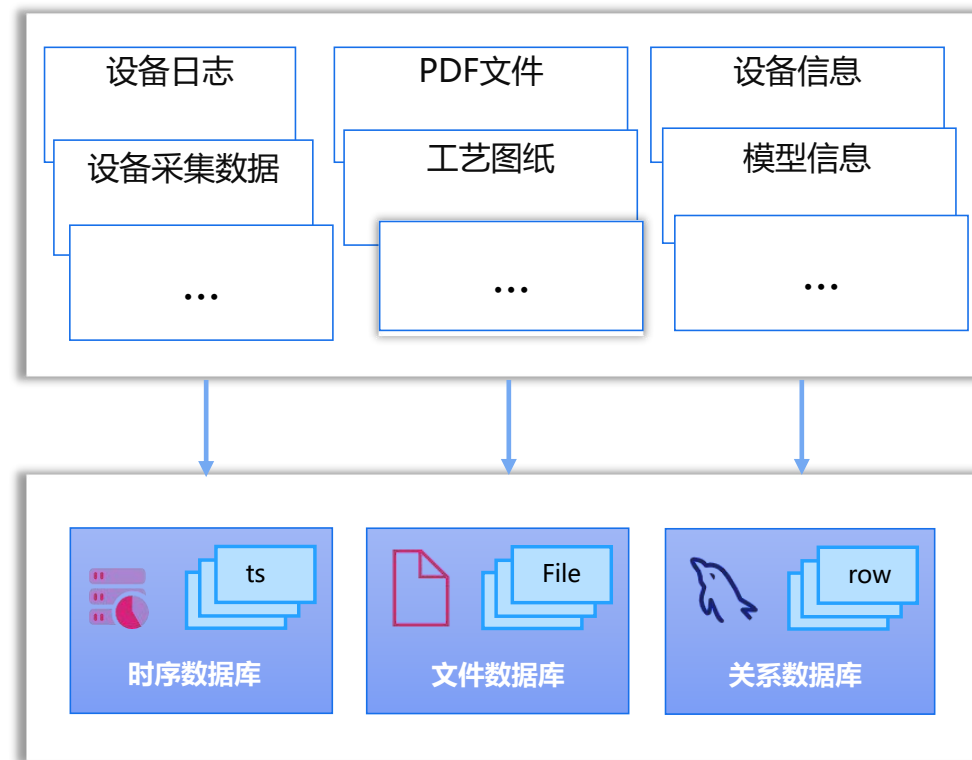 设备日志
PDF文件
设备信息
设备采集数据
工艺图纸
模型信息
...
...
...
ts
File
row
时序数据库
文件数据库
关系数据库